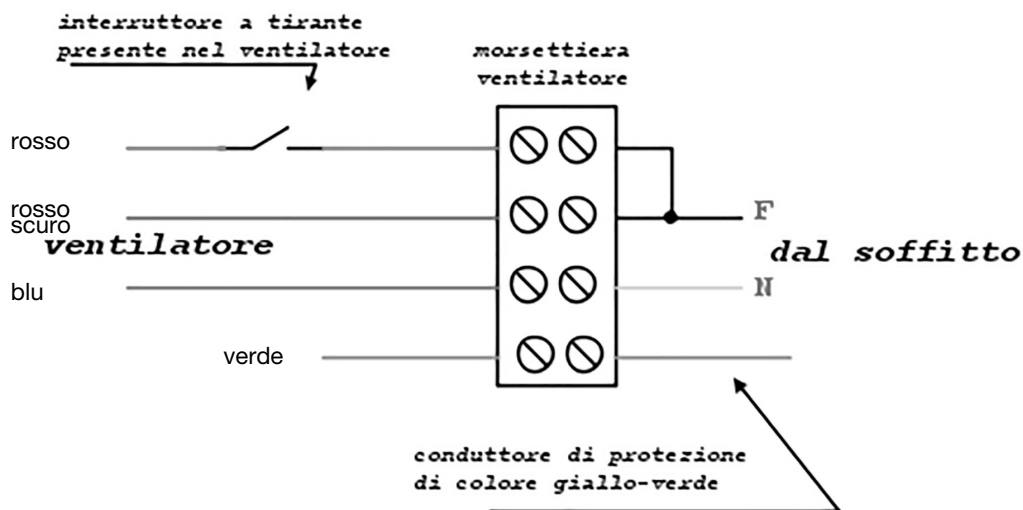 interruttore a tirante
presente nel ventilatore
morsettiera
ventilatore
rosso
rosso
scuro
F
ventilatore
dal soffitto
blu
N
verde
conduttore di protezione
di colore giallo-verde